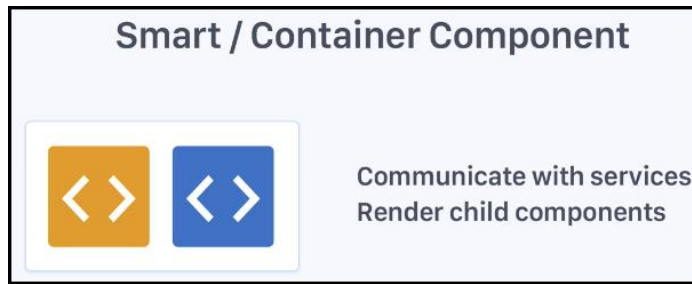 Smart / Container Component
Communicate with services
Render child components